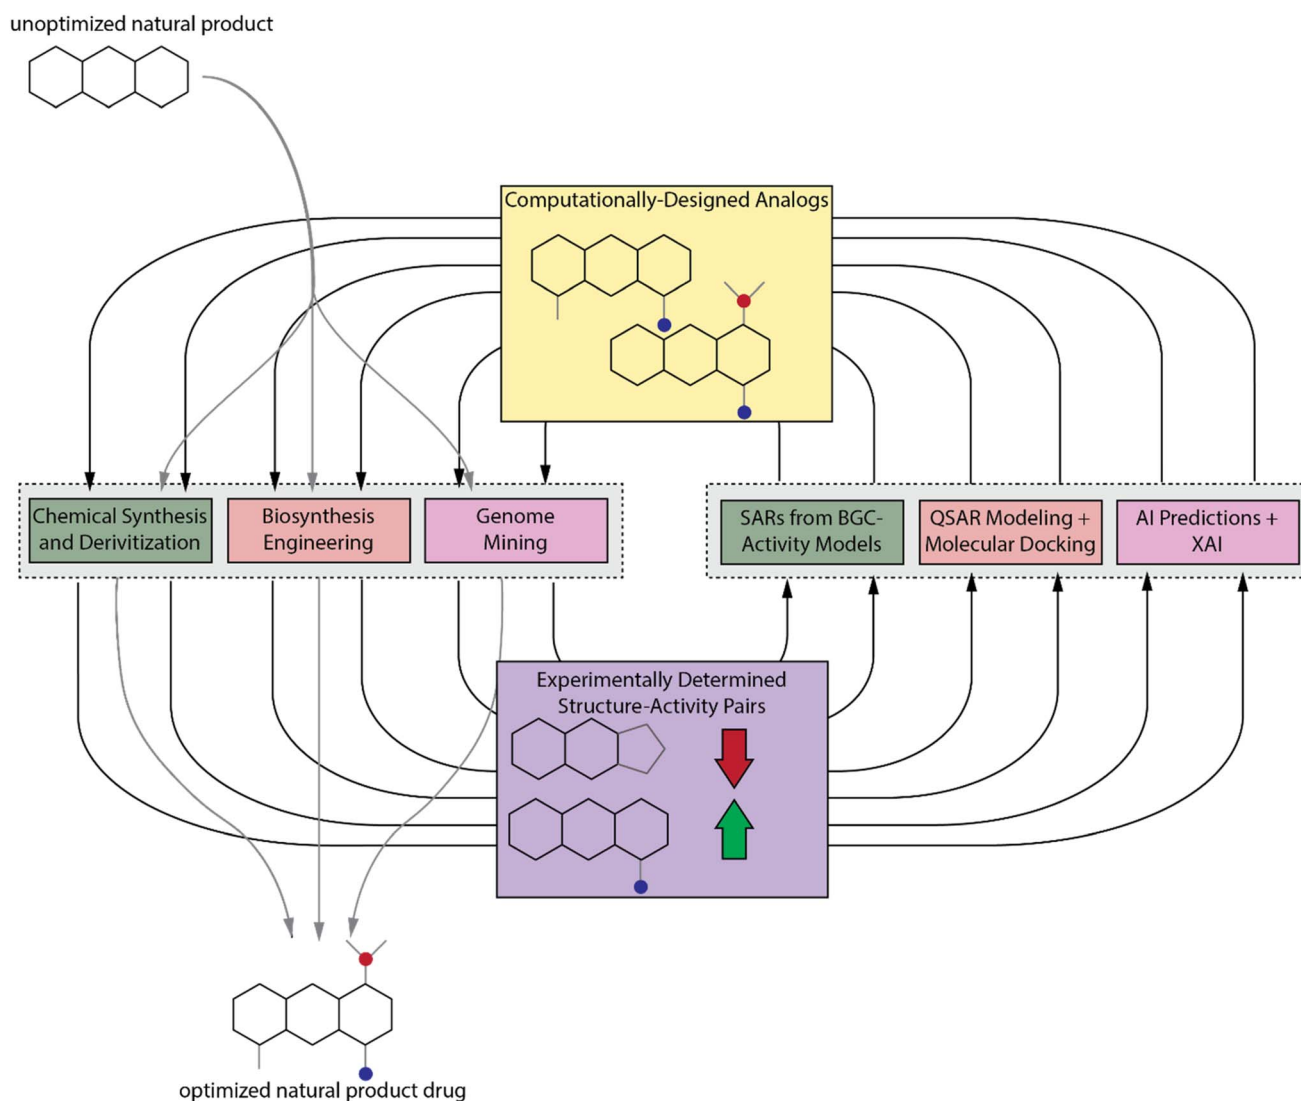 unoptimized natural product
Computationally-Designed Analogs
Chemical Synthesis
and Derivitization
Biosynthesis
Engineering
Genome
Mining
SARs from BGC-
Activity Models
QSAR Modeling +
Molecular Docking
AI Predictions +
XAI
Experimentally Determined
Structure-Activity Pairs
optimized natural product drug